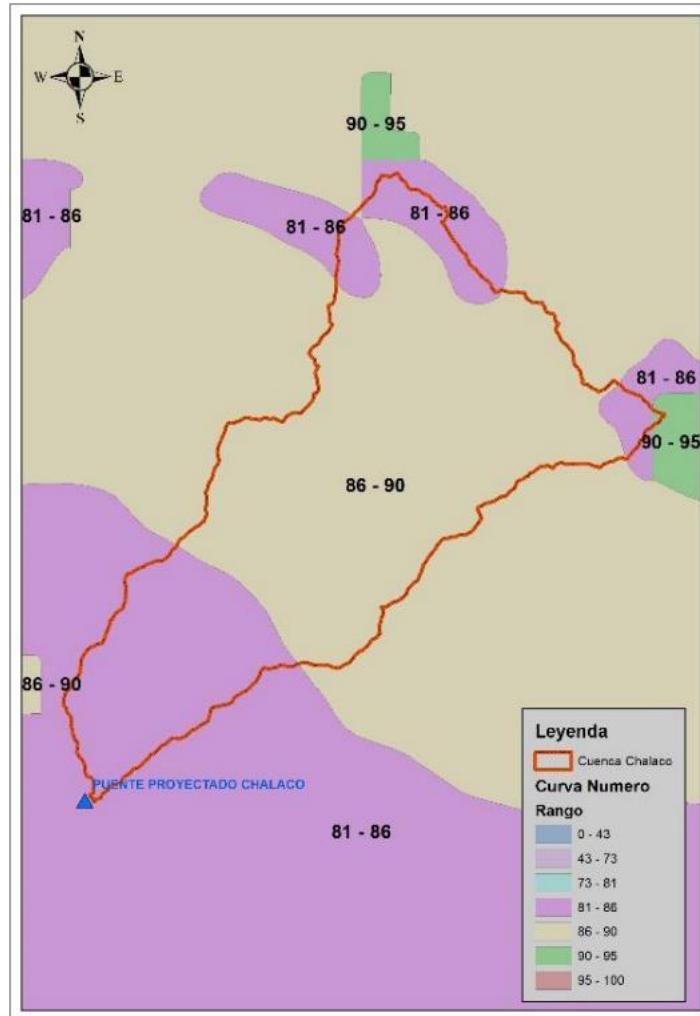 N
W E
S
90 - 95
81 - 86
81 - 86
81 - 86
81 - 86
90 - 95
86 - 90
86 - 90
PUENTE PROYECTADO CHALACO
81 - 86
Leyenda
Cuenca Chalaco
Curva Numero
Rango
0 - 43
43 - 73
73 - 81
81 - 86
86 - 90
90 - 95
95 - 100